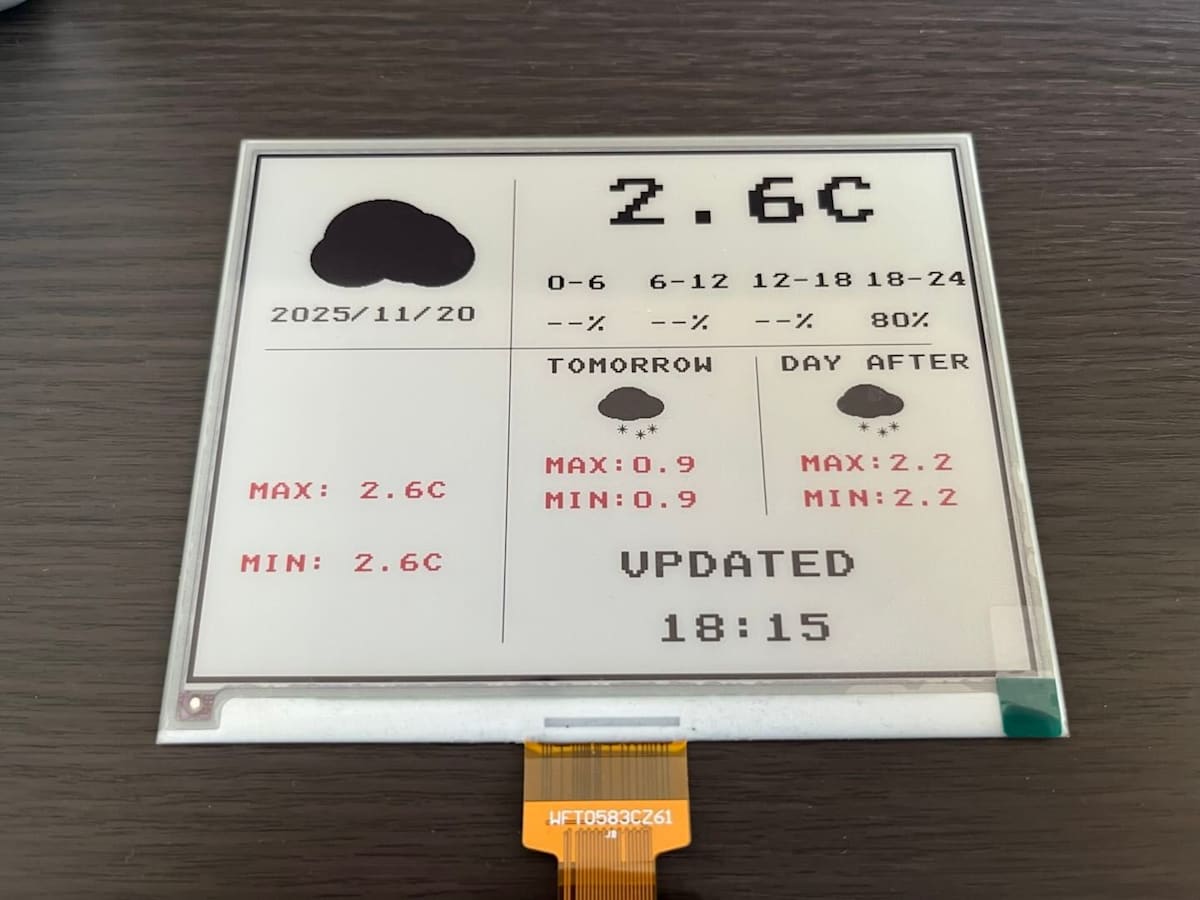 2.6C
2025/11/20
0-6 6-12 12-18 18-24
--% --% --% 80%
MAX: 2.6C
MIN: 2.6C
TOMORROW
MAX:0.9
MIN:0.9
DAY AFTER
MAX:2.2
MIN:2.2
UPDATED
18:15
WFT0583CZ61